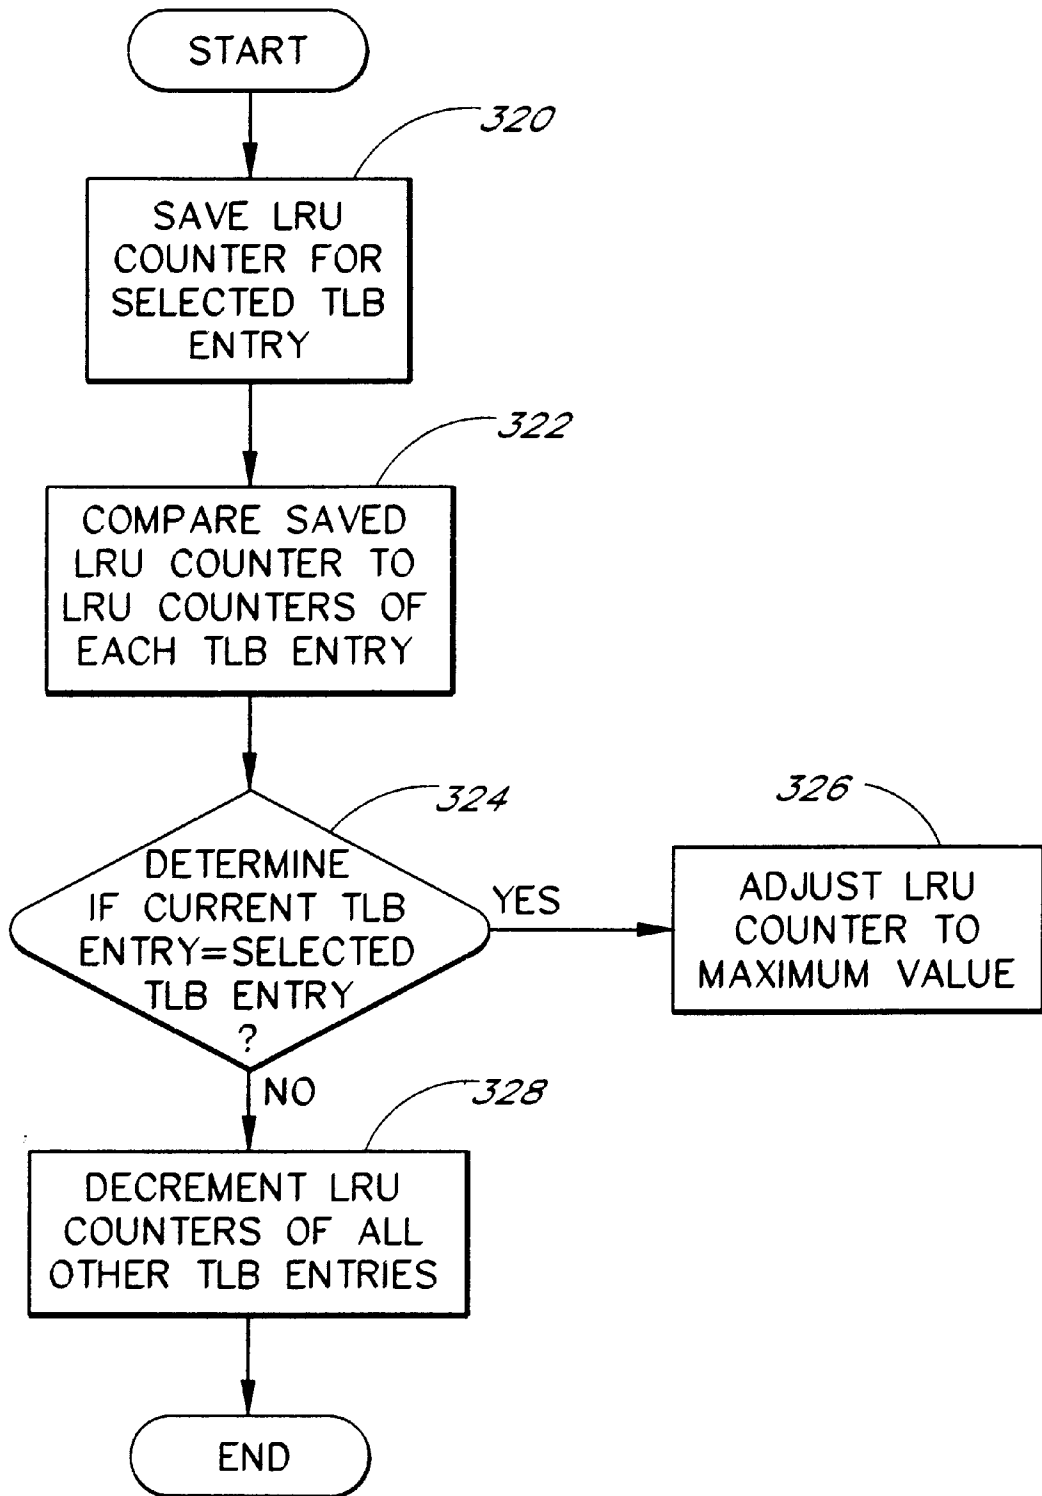 START
320
SAVE LRU
COUNTER FOR
SELECTED TLB
ENTRY
322
COMPARE SAVED
LRU COUNTER TO
LRU COUNTERS OF
EACH TLB ENTRY
324
DETERMINE
IF CURRENT TLB
ENTRY=SELECTED
TLB ENTRY
?
YES
326
ADJUST LRU
COUNTER TO
MAXIMUM VALUE
NO
328
DECREMENT LRU
COUNTERS OF ALL
OTHER TLB ENTRIES
END